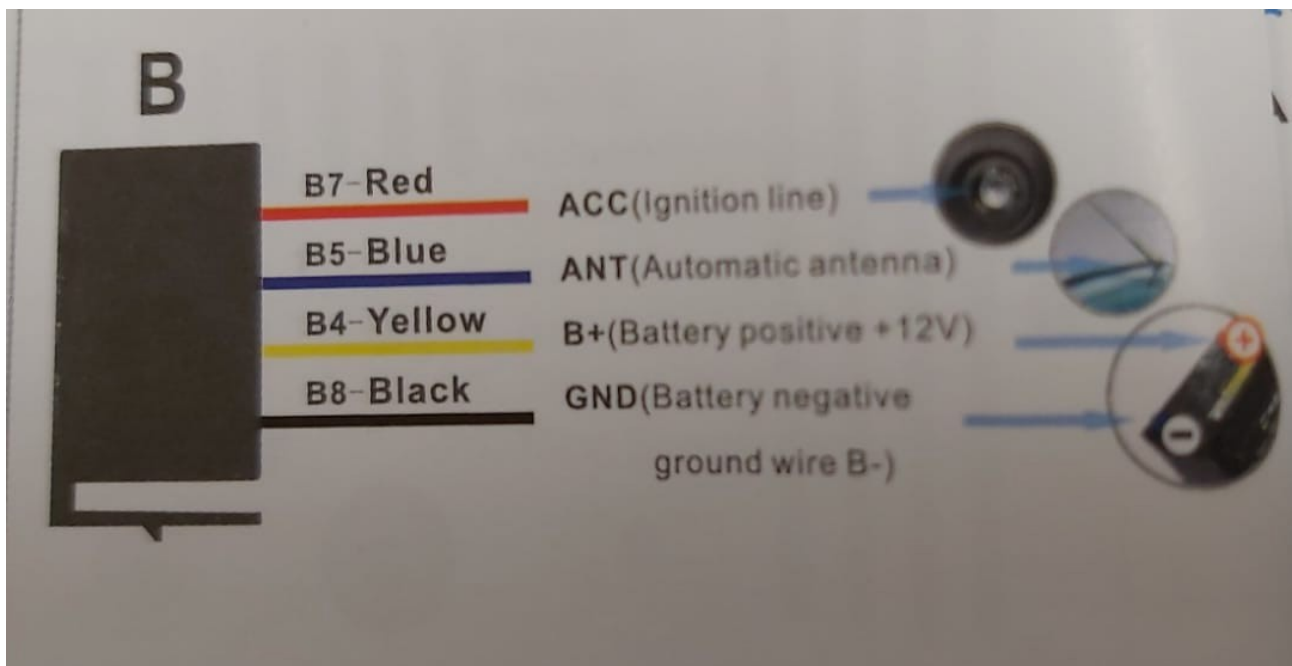 B
B7-Red
ACC(Ignition line)
B5-Blue
ANT(Automatic antenna)
B4-Yellow
B+(Battery positive +12V)
B8-Black
GND(Battery negative
ground wire B-)
+
-